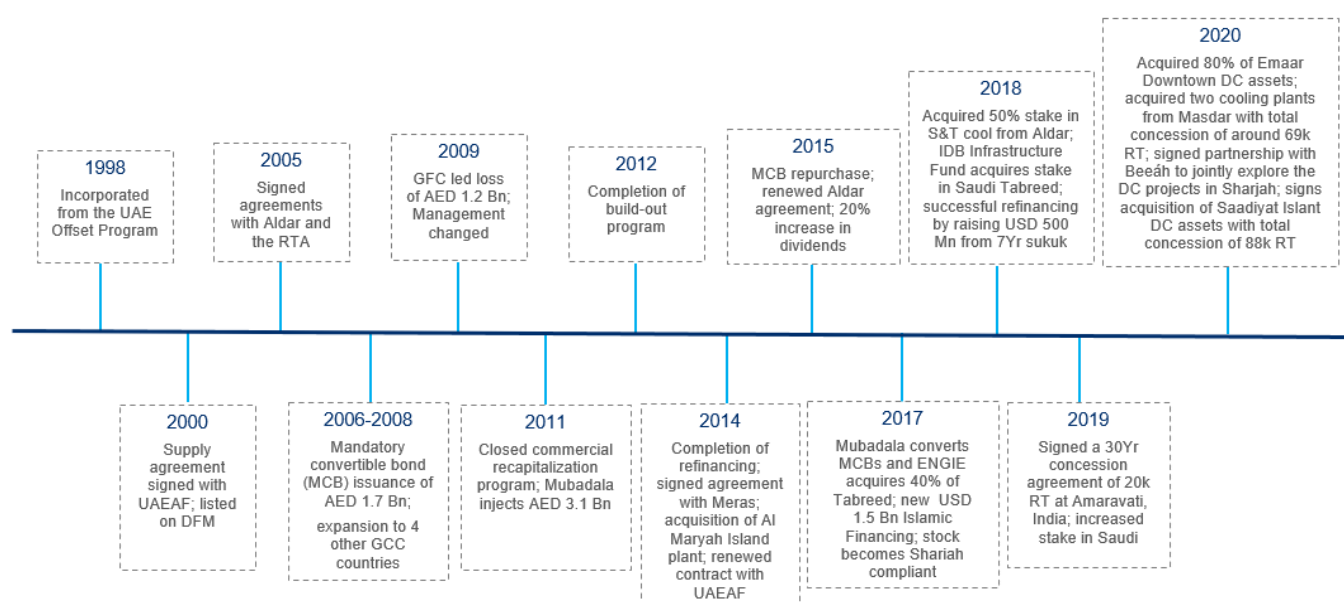 1998
Incorporated
from the UAE
Offset Program
2000
Supply
agreement
signed with
UAEAF; listed
on DFM
2005
Signed
agreements
with Aldar and
the RTA
2006-2008
Mandatory
convertible bond
(MCB) issuance of
AED 1.7 Bn;
expansion to 4
other GCC
countries
2009
GFC led loss
of AED 1.2 Bn;
Management
changed
2011
Closed commercial
recapitalization
program; Mubadala
injects AED 3.1 Bn
2012
Completion of
build-out
program
2014
Completion of
refinancing;
signed agreement
with Meras;
acquisition of Al
Maryah Island
plant; renewed
contract with
UAEAF
2015
MCB repurchase;
renewed Aldar
agreement; 20%
increase in
dividends
2017
Mubadala converts
MCBs and ENGIE
acquires 40% of
Tabreed; new USD
1.5 Bn Islamic
Financing; stock
becomes Shariah
compliant
2018
Acquired 50% stake in
S&T cool from Aldar;
IDB Infrastructure
Fund acquires stake
in Saudi Tabreed;
successful refinancing
by raising USD 500
Mn from 7Yr sukuk
2019
Signed a 30Yr
concession
agreement of 20k
RT at Amaravati,
India; increased
stake in Saudi
2020
Acquired 80% of Emaar
Downtown DC assets;
acquired two cooling plants
from Masdar with total
concession of around 69k
RT; signed partnership with
Beeáh to jointly explore the
DC projects in Sharjah; signs
acquisition of Saadiyat Islant
DC assets with total
concession of 88k RT